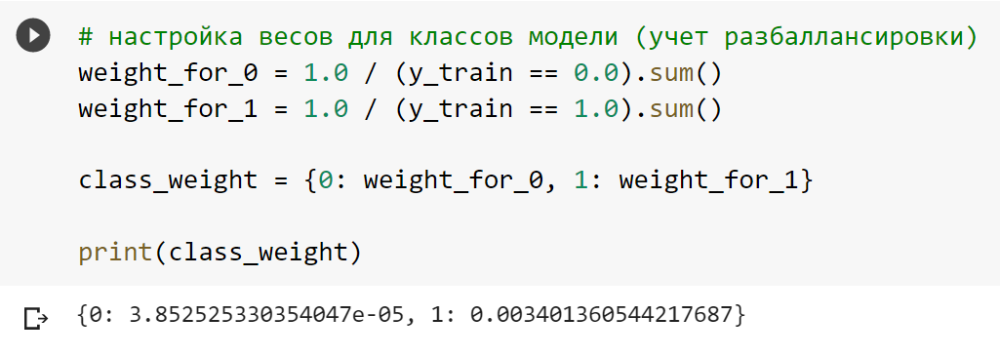 # настройка весов для классов модели (учет разбаллансировки)
weight_for_0 = 1.0 / (y_train == 0.0).sum()
weight_for_1 = 1.0 / (y_train == 1.0).sum()
class_weight = {0: weight_for_0, 1: weight_for_1}
print(class_weight)
{0: 3.852525330354047e-05, 1: 0.003401360544217687}